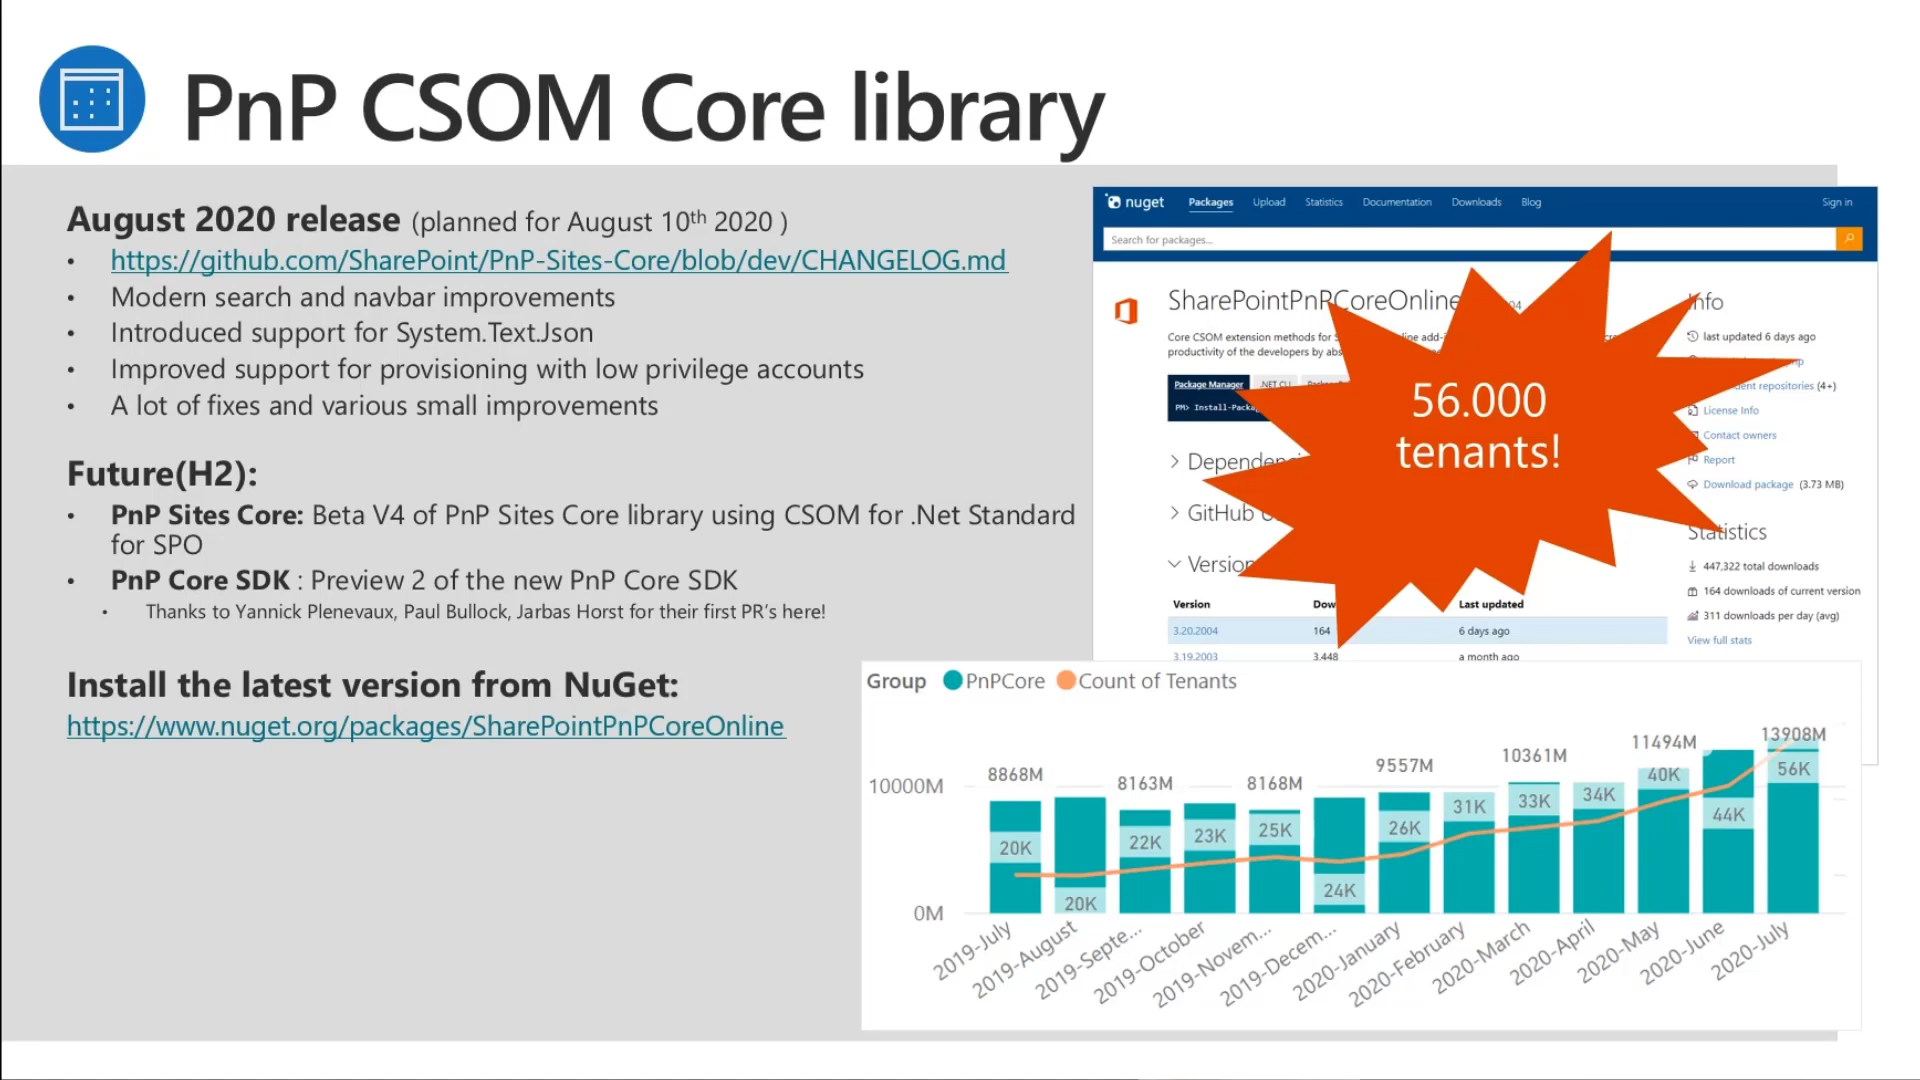 PnP CSOM Core library
August 2020 release (planned for August 10th 2020 )
• https://github.com/SharePoint/PnP-Sites-Core/blob/dev/CHANGELOG.md
• Modern search and navbar improvements
• Introduced support for System.Text.Json
• Improved support for provisioning with low privilege accounts
• A lot of fixes and various small improvements
Future(H2):
• PnP Sites Core: Beta V4 of PnP Sites Core library using CSOM for .Net Standard
for SPO
• PnP Core SDK : Preview 2 of the new PnP Core SDK
• Thanks to Yannick Plenevaux, Paul Bullock, Jarbas Horst for their first PR's here!
Install the latest version from NuGet:
https://www.nuget.org/packages/SharePointPnPCoreOnline
nuget Packages Upload Statistics Documentation Downloads Blog Sign in
Search for packages...
SharePointPnPCoreOnline
Core CSOM extension methods for
productivity of the developers by
Package Manager .NET CLI
PM>
GitHub
Version Last updated
3.20.2004 164 6 days ago
3.19.2003 3,448 a month ago
56.000
tenants!
Info
last updated 6 days ago
repositories (4+)
License Info
Contact owners
Report
Download package (3.73 MB)
Statistics
447,322 total downloads
164 downloads of current version
311 downloads per day (avg)
View full stats
Group PnPCore Count of Tenants
10000M
0M
8868M 8163M 8168M 9557M 10361M 11494M 13908M
20K 20K 22K 23K 25K 24K 26K 31K 33K 34K 40K 44K 56K
2019-July 2019-August 2019-Septe... 2019-October 2019-Novem... 2019-Decem... 2020-January 2020-February 2020-March 2020-April 2020-May 2020-June 2020-July